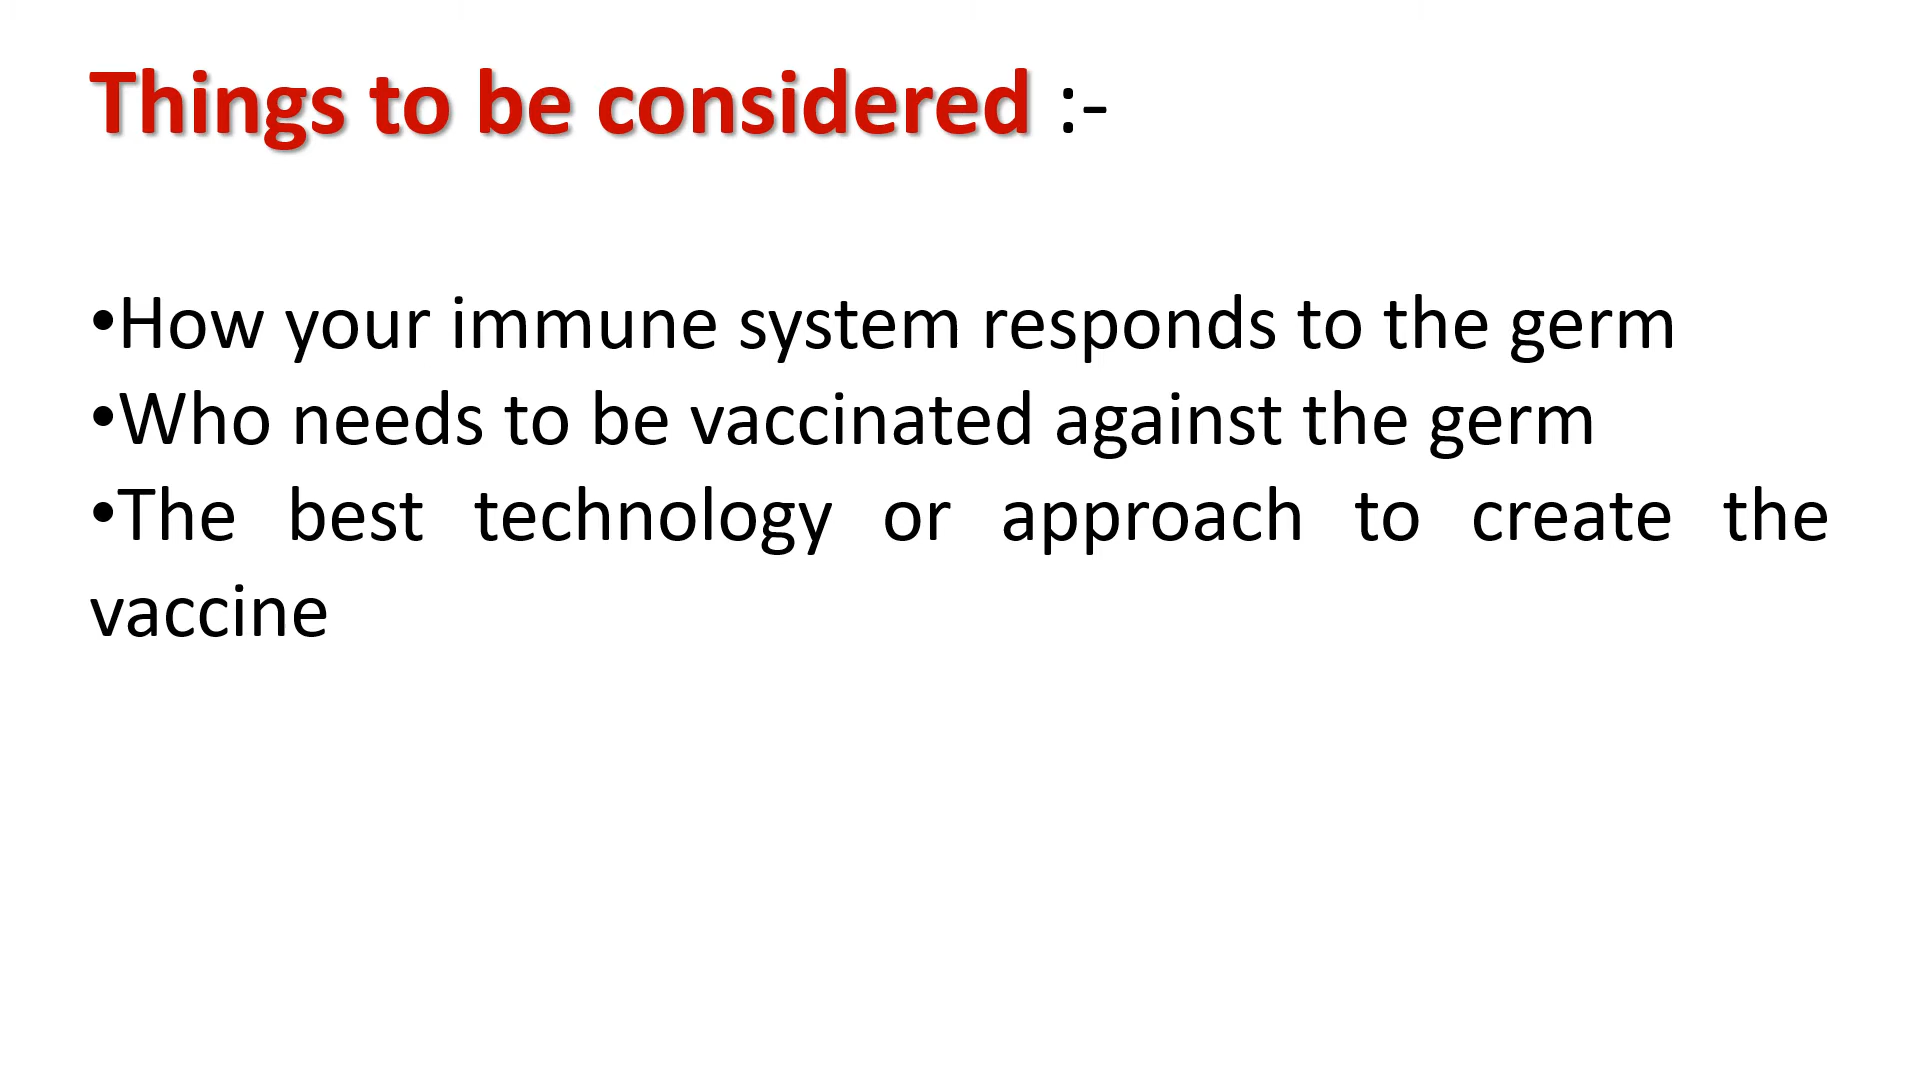 Things to be considered :-
•How your immune system responds to the germ
•Who needs to be vaccinated against the germ
•The best technology or approach to create the
vaccine